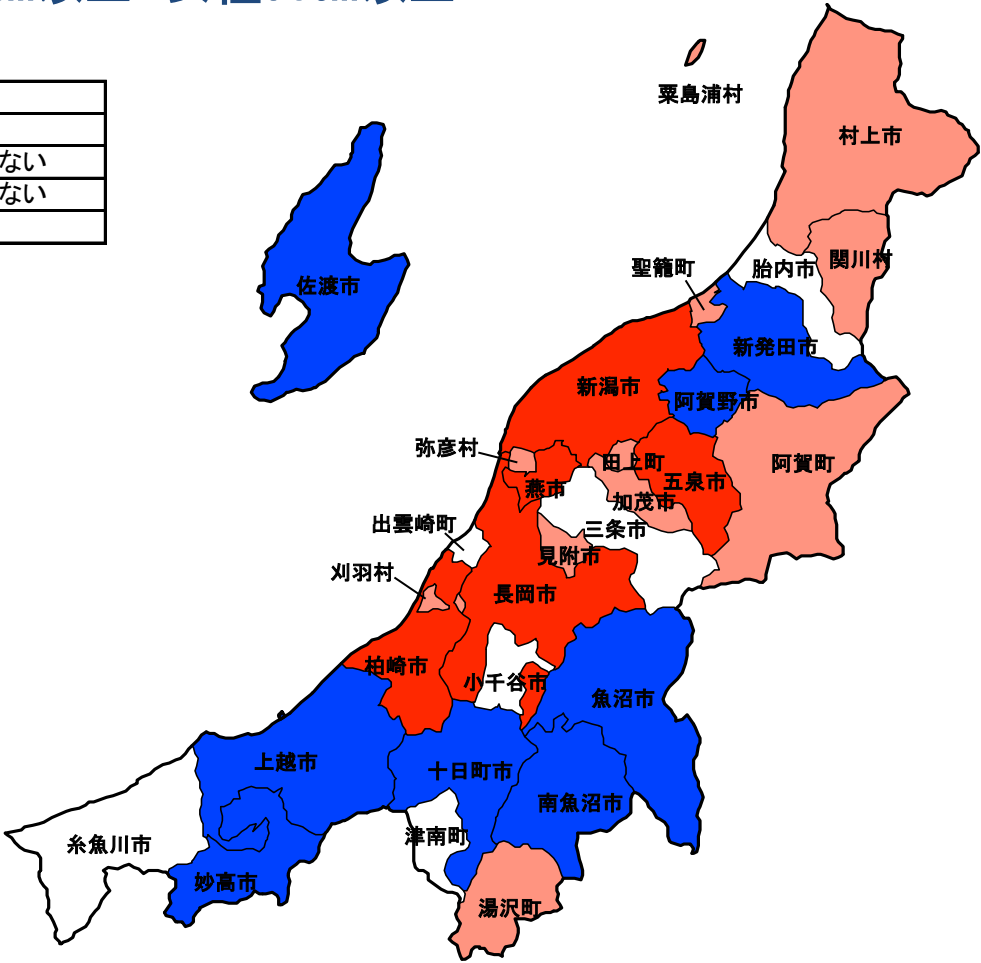 ない
ない
粟島浦村
村上市
関川村
胎内市
聖籠町
佐渡市
新発田市
新潟市
阿賀野市
弥彦村
田上町
阿賀町
燕市
五泉市
加茂市
出雲崎町
三条市
見附市
刈羽村
長岡市
柏崎市
小千谷市
魚沼市
上越市
十日町市
南魚沼市
津南町
糸魚川市
妙高市
湯沢町